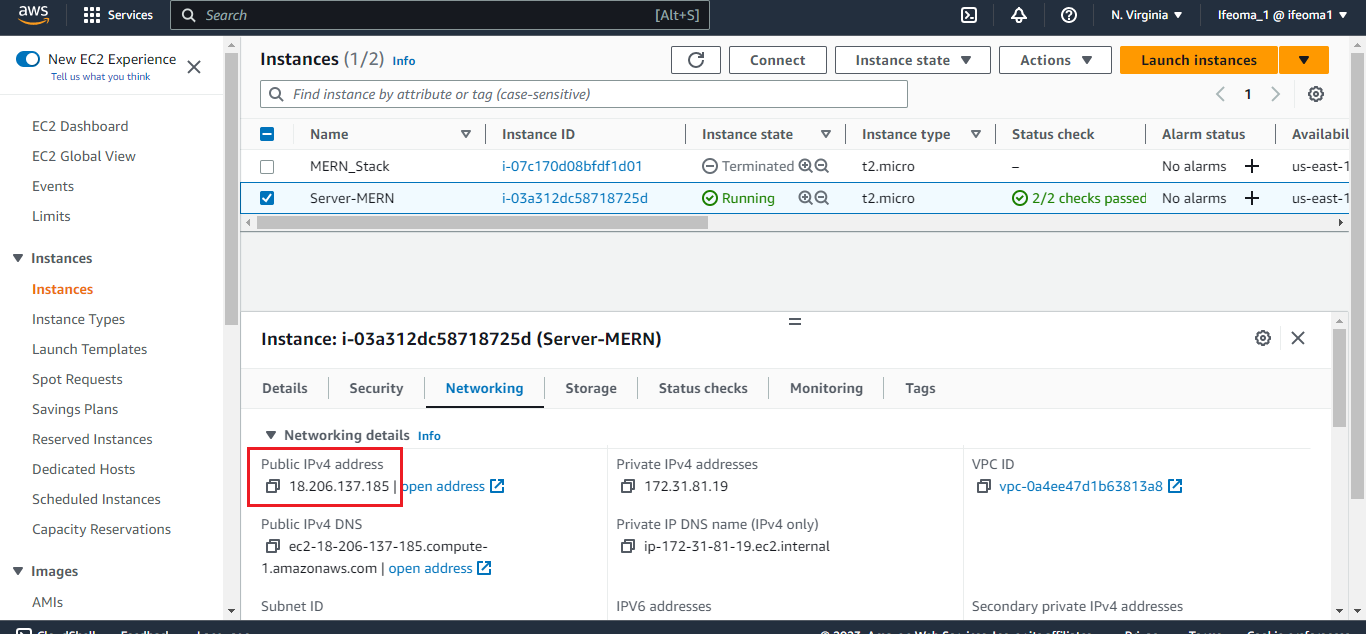 aws Services Search [Alt+S] N. Virginia Ifeoma_1 @ ifeoma1
New EC2 Experience
Tell us what you think
EC2 Dashboard
EC2 Global View
Events
Limits
Instances
Instances
Instance Types
Launch Templates
Spot Requests
Savings Plans
Reserved Instances
Dedicated Hosts
Scheduled Instances
Capacity Reservations
Images
AMIs
Instances (1/2) Info Connect Instance state Actions Launch instances
Find instance by attribute or tag (case-sensitive) 1
Name Instance ID Instance state Instance type Status check Alarm status Availabil
MERN_Stack i-07c170d08bfdf1d01 Terminated t2.micro – No alarms us-east-1
Server-MERN i-03a312dc58718725d Running t2.micro 2/2 checks passed No alarms us-east-1
Instance: i-03a312dc58718725d (Server-MERN)
Details Security Networking Storage Status checks Monitoring Tags
Networking details Info
Public IPv4 address
18.206.137.185 | open address
Private IPv4 addresses
172.31.81.19
VPC ID
vpc-0a4ee47d1b63813a8
Public IPv4 DNS
ec2-18-206-137-185.compute-
1.amazonaws.com | open address
Private IP DNS name (IPv4 only)
ip-172-31-81-19.ec2.internal
Subnet ID
IPV6 addresses
Secondary private IPv4 addresses